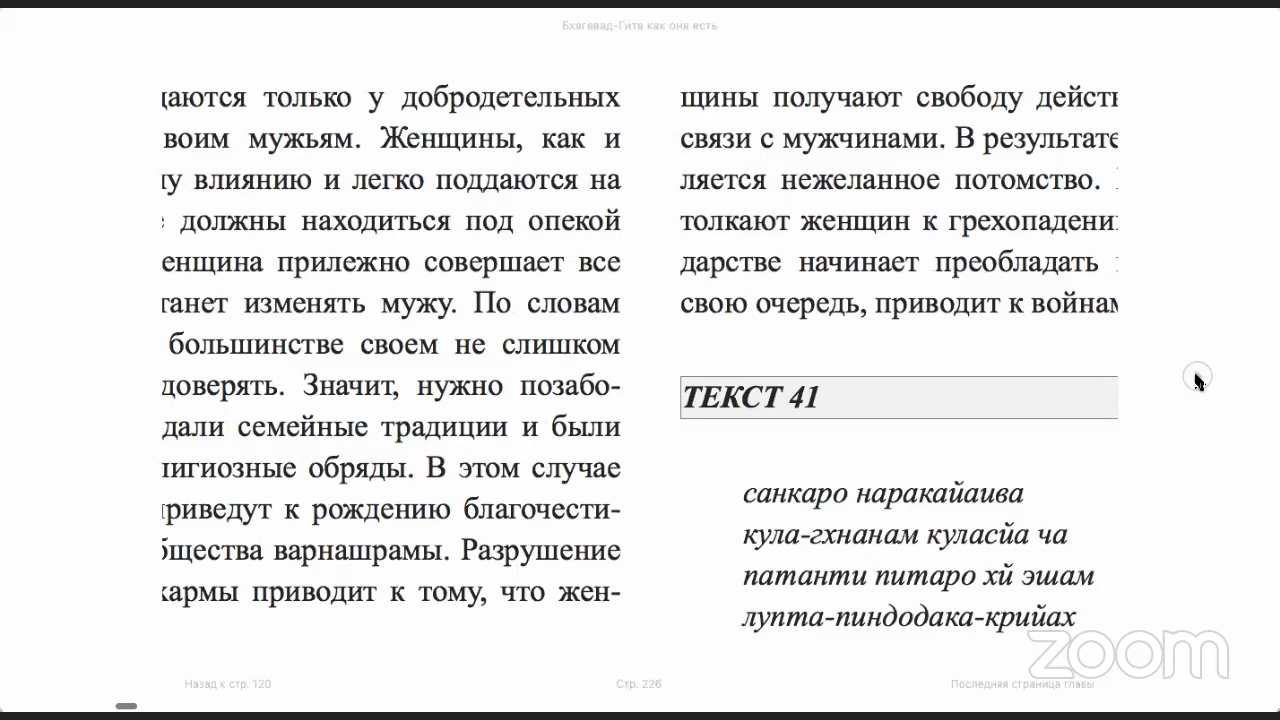 Бхагавад-Гита как она есть
даются только у добродетельных
воим мужьям. Женщины, как и
у влиянию и легко поддаются на
должны находиться под опекой
енщина прилежно совершает все
танет изменять мужу. По словам
большинстве своем не слишком
доверять. Значит, нужно позабо-
дали семейные традиции и были
лигиозные обряды. В этом случае
приведут к рождению благочести-
бщества варнашрамы. Разрушение
кармы приводит к тому, что жен-
щины получают свободу дейст
связи с мужчинами. В результате
ляется нежеланное потомство.
толкают женщин к грехопадени
дарстве начинает преобладать
свою очередь, приводит к войнам
ТЕКСТ 41
санкаро наракайаива
кула-гхнанам куласйа ча
патанти питаро хй эшам
лупта-пиндодака-крийах
zoom
Назад к стр. 120
Стр. 226
Последняя страница главы